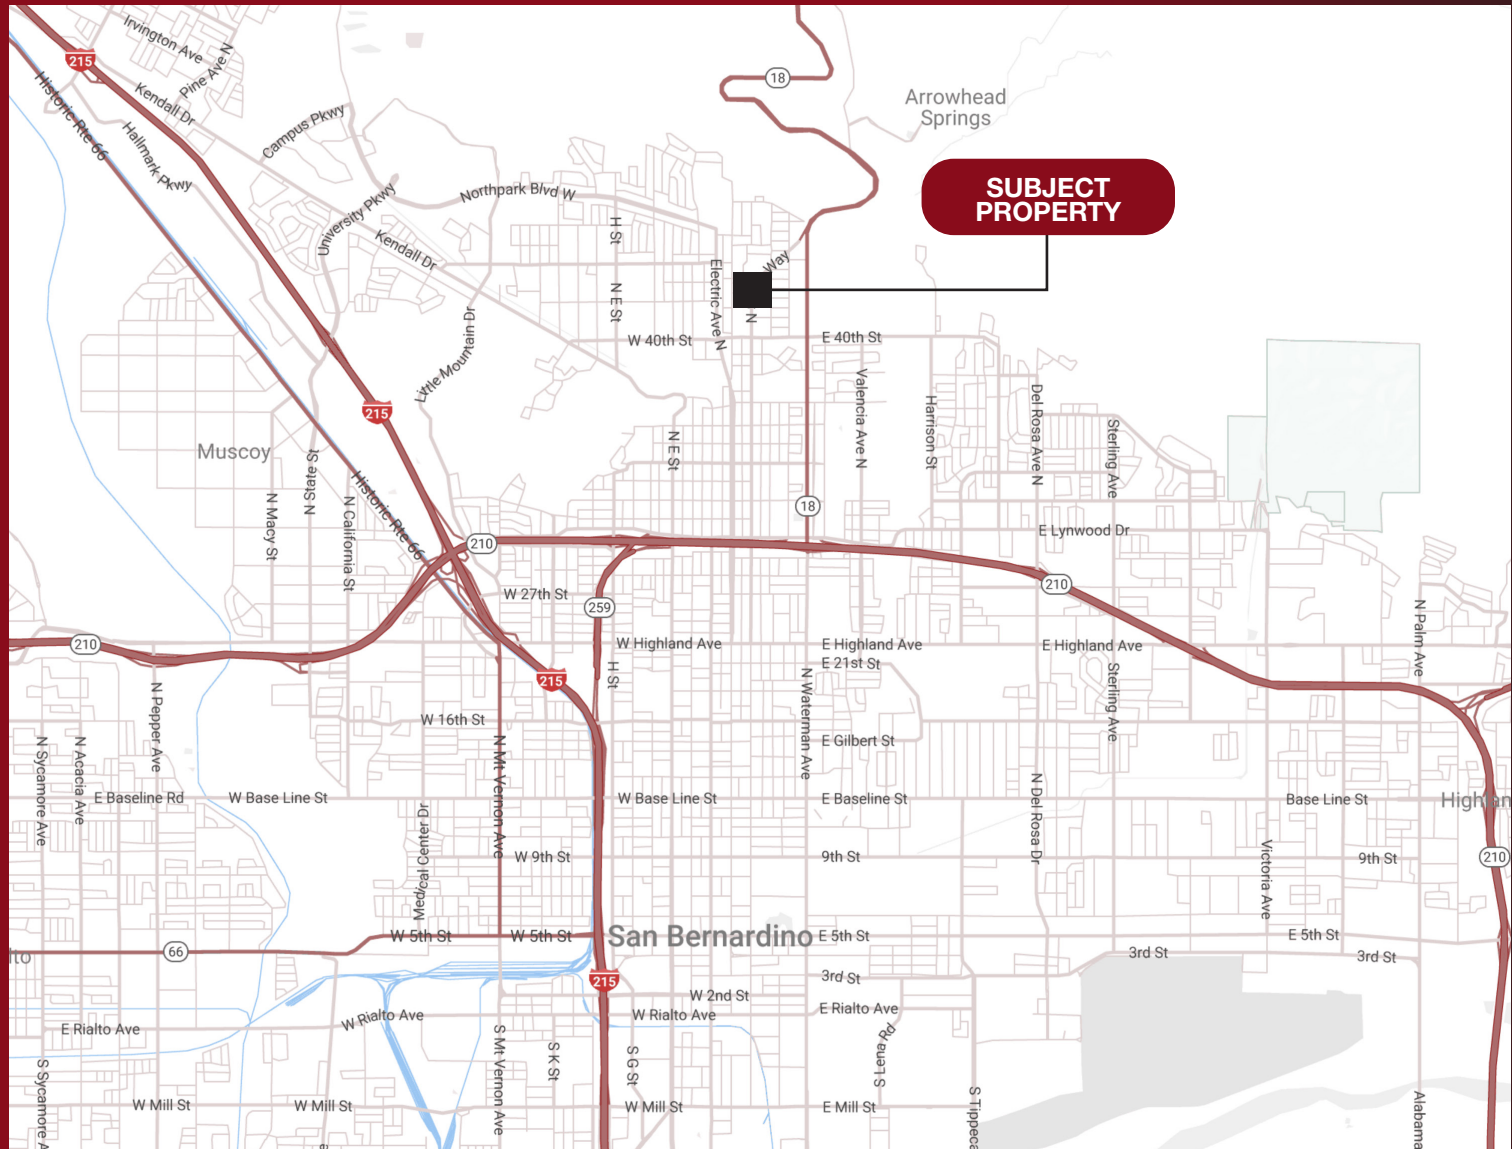 Irvington Ave
Pine Ave N
215
Kendall Dr
Historic Rte 66
Hallmark Pkwy
Campus Pkwy
18
Arrowhead
Springs
SUBJECT
PROPERTY
Northpark Blvd W
University Pkwy
Kendall Dr
H St
Way
Electric Ave N
N E St
N
Little Mountain Dr
W 40th St
E 40th St
215
Valencia Ave N
Harrison St
Del Rosa Ave N
Sterling Ave
Muscoy
N State St
N E St
Historic Rte 66
N Macy St
N California St
18
E Lynwood Dr
210
210
W 27th St
259
210
W Highland Ave
E Highland Ave
E Highland Ave
N Palm Ave
E 21st St
215
H St
N Waterman Ave
Sterling Ave
N Pepper Ave
W 16th St
N Sycamore Ave
N Acacia Ave
N Mt Vernon Ave
E Gilbert St
E Baseline Rd
W Base Line St
W Base Line St
E Baseline St
Base Line St
Highlan
Medical Center Dr
N Del Rosa Dr
W 9th St
9th St
9th St
210
Victoria Ave
W 5th St
W 5th St
San Bernardino
E 5th St
E 5th St
66
lto
3rd St
3rd St
3rd St
215
W 2nd St
E Rialto Ave
W Rialto Ave
W Rialto Ave
E Rialto Ave
S Mt Vernon Ave
S K St
S G St
S Lena Rd
S Sycamore A
W Mill St
W Mill St
W Mill St
E Mill St
S Tippeca
Alabama
e